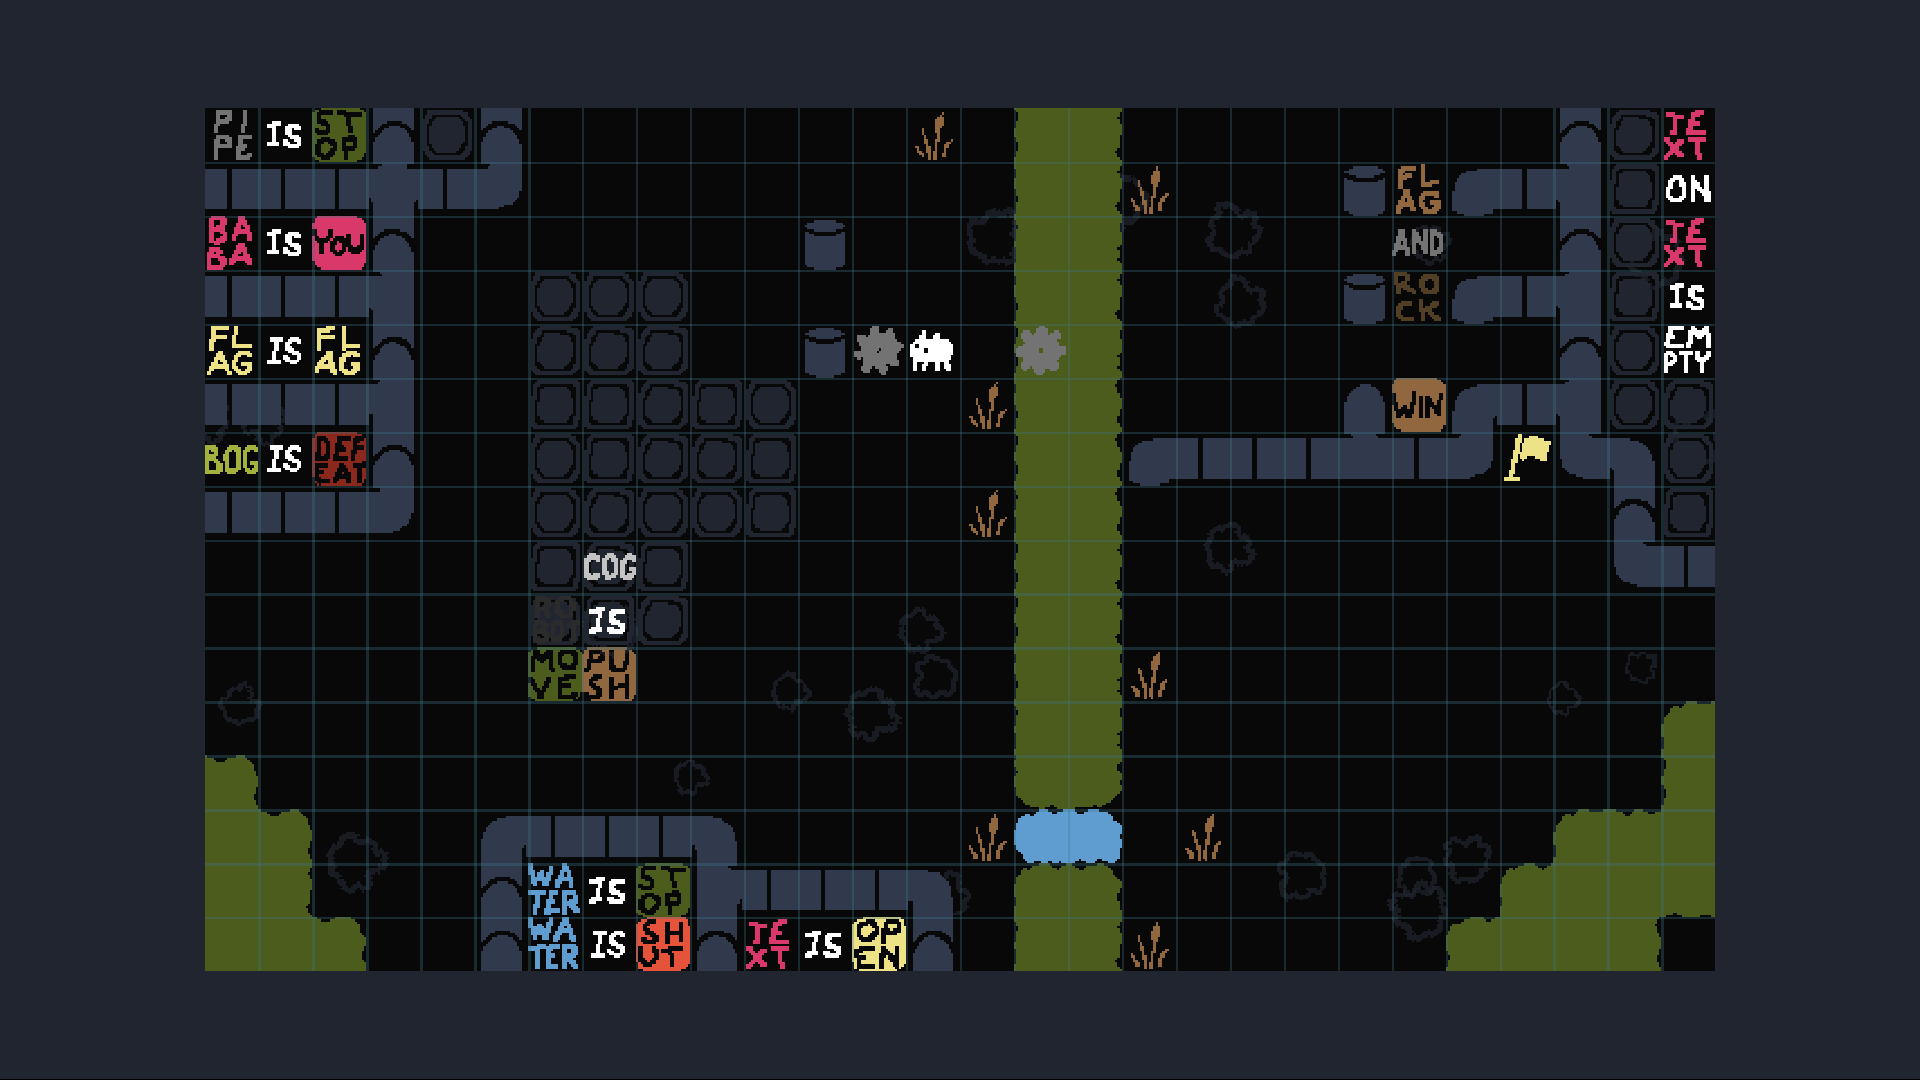 PIPE IS STOP
TEXT
FLAG
ON
BABA IS YOU
AND
TEXT
ROCK
IS
FLAG IS FLAG
EMPTY
WIN
BOG IS DEFEAT
COG
ROBOT IS
MOVE PUSH
WATER IS STOP
WATER IS SHUT
TEXT IS OPEN